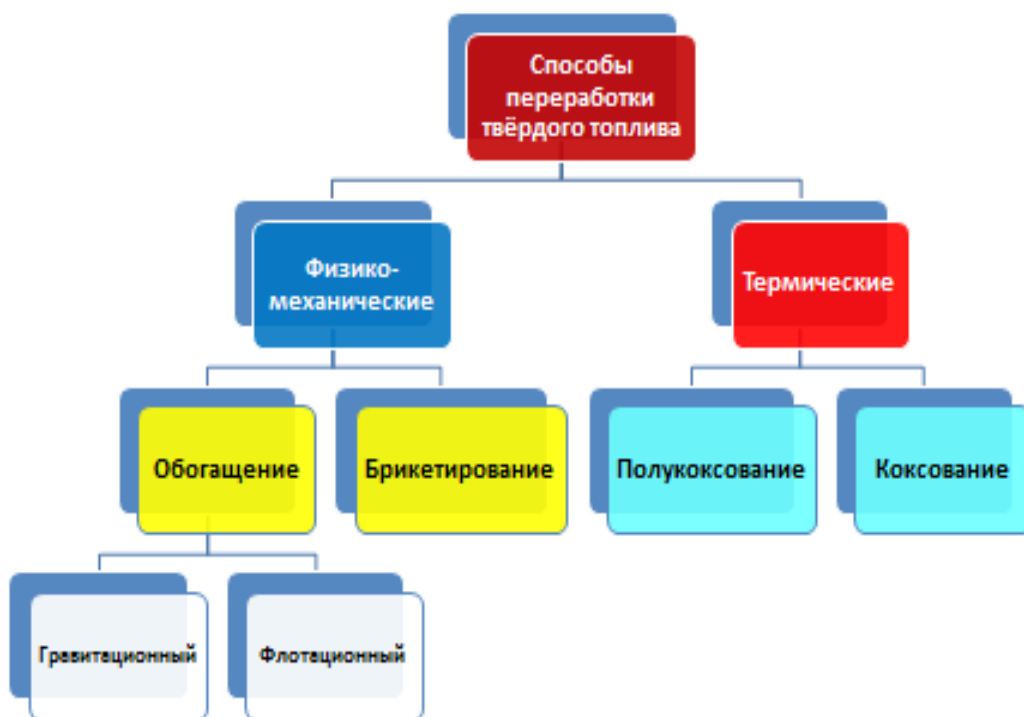 Способы
переработки
твёрдого топлива
Физико-
механические
Термические
Обогащение
Брикетирование
Полукоксование
Коксование
Гравитационный
Флотационный